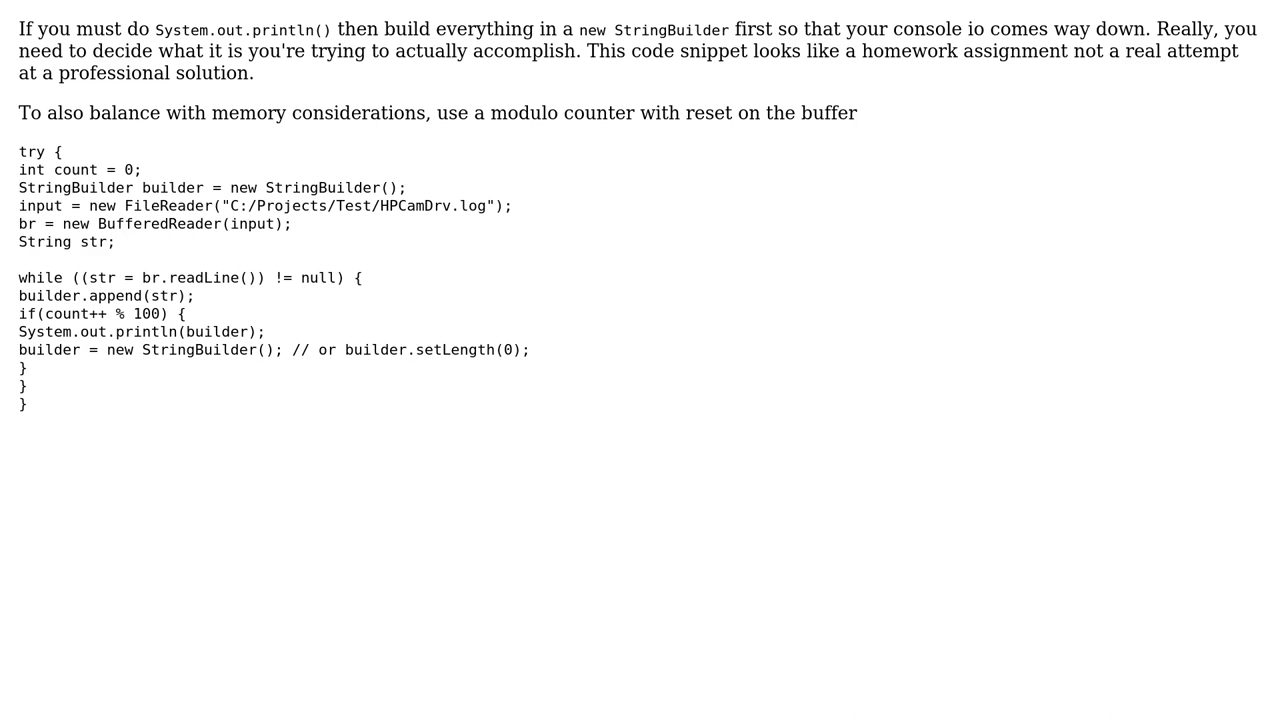 If you must do System.out.println() then build everything in a new StringBuilder first so that your console io comes way down. Really, you
need to decide what it is you're trying to actually accomplish. This code snippet looks like a homework assignment not a real attempt
at a professional solution.
To also balance with memory considerations, use a modulo counter with reset on the buffer
try {
int count = 0;
StringBuilder builder = new StringBuilder();
input = new FileReader("C:/Projects/Test/HPCamDrv.log");
br = new BufferedReader(input);
String str;
while ((str = br.readLine()) != null) {
builder.append(str);
if(count++ % 100) {
System.out.println(builder);
builder = new StringBuilder(); // or builder.setLength(0);
}
}
}